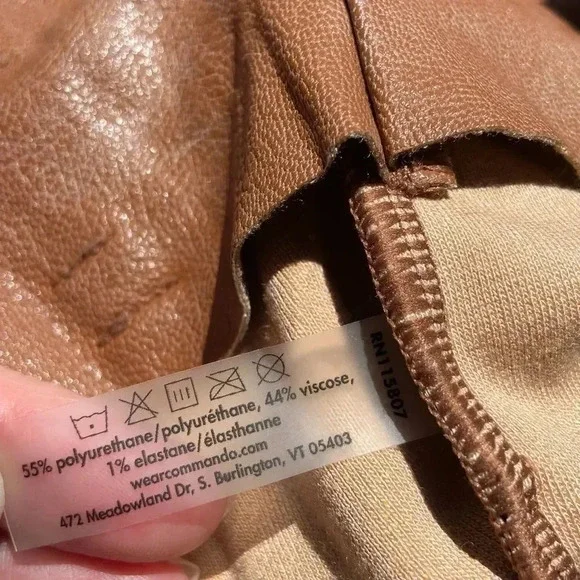 55% polyurethane/polyuréthane, 44% viscose,
1% elastane/élasthanne
wearcommando.com
472 Meadowland Dr, S. Burlington, VT 05403
RN115807